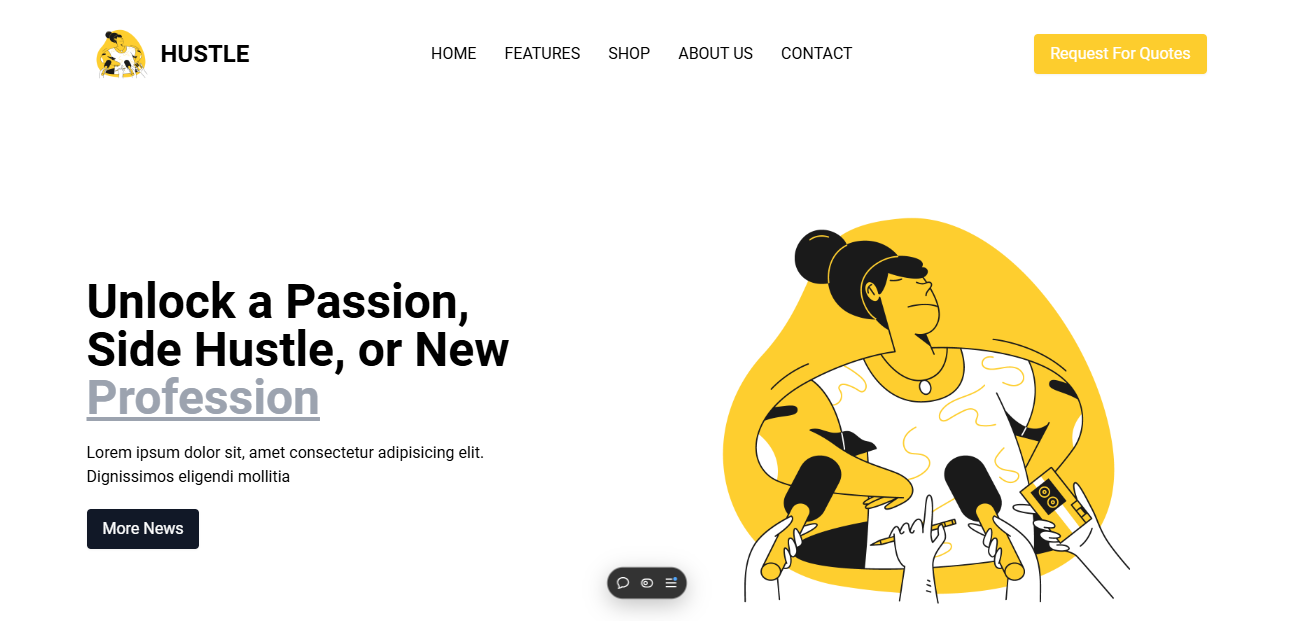 HUSTLE
HOME FEATURES SHOP ABOUT US CONTACT
Request For Quotes
Unlock a Passion,
Side Hustle, or New
Profession
Lorem ipsum dolor sit, amet consectetur adipisicing elit.
Dignissimos eligendi mollitia
More News